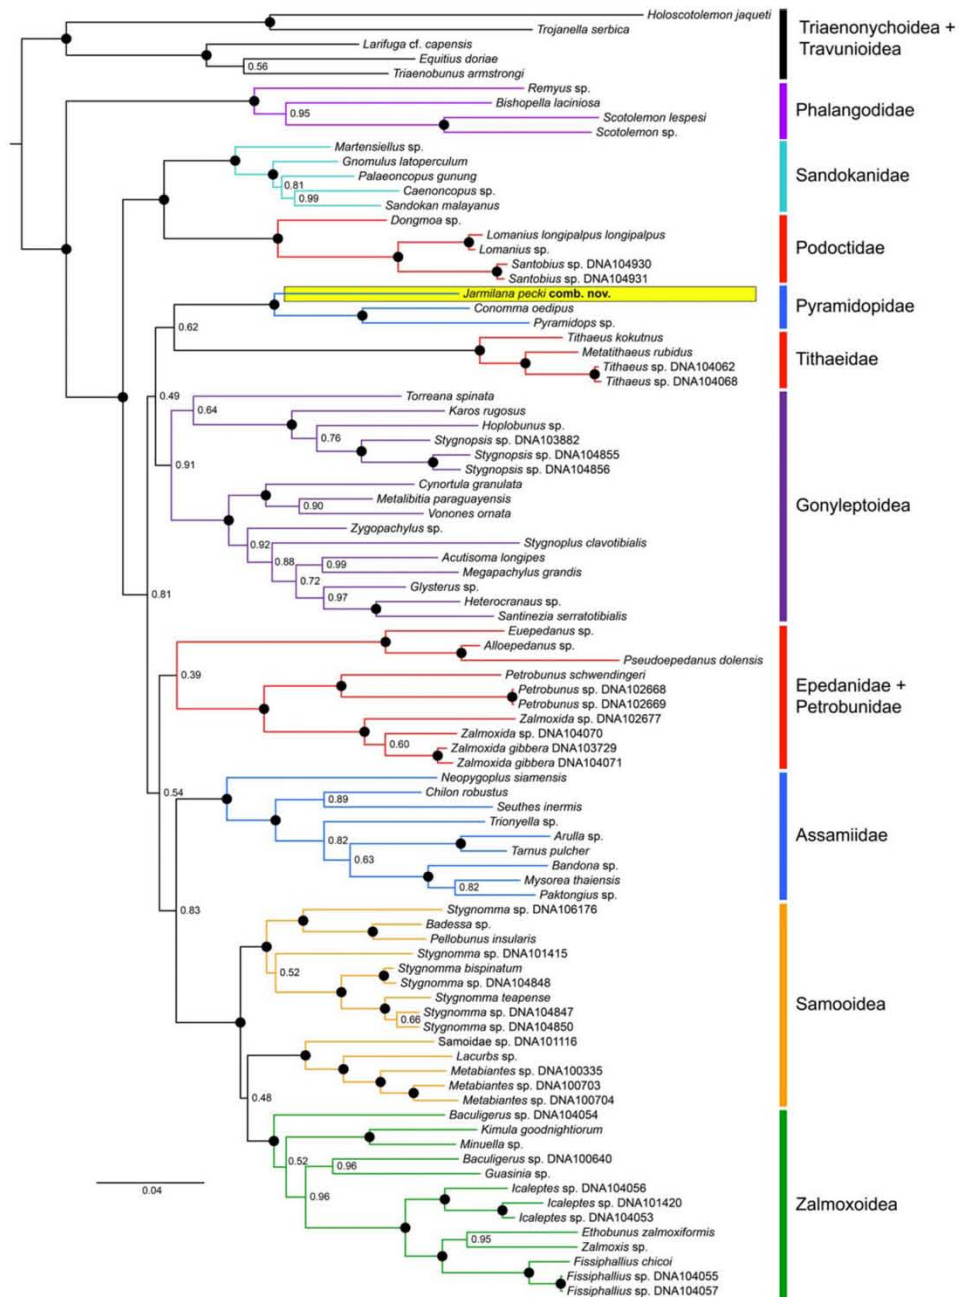 Holoscotolemon jaqueti
Trojanella serbica
Larifuga cf. capensis
Equitius doriae
0.56
Triaenobunus armstrongi
Triaenonychoidea +
Travunioidea
Remyus sp.
Bishopella laciniosa
0.95
Scotolemon lespesi
Scotolemon sp.
Phalangodidae
Martensiellus sp.
Gnomulus latoperculum
Palaeoncopus gunung
0.81
Caenoncopus sp.
0.99
Sandokan malayanus
Sandokanidae
Dongmoa sp.
Lomanius longipalpus longipalpus
Lomanius sp.
Santobius sp. DNA104930
Santobius sp. DNA104931
Podoctidae
Jarmilana pecki comb. nov.
Conomma oedipus
Pyramidops sp.
Pyramidopidae
0.62
Tithaeus kokutnus
Metatithaeus rubidus
Tithaeus sp. DNA104062
Tithaeus sp. DNA104068
Tithaeidae
0.49
Torreana spinata
0.64
Karos rugosus
Hoplobunus sp.
0.76
Stygnopsis sp. DNA103882
Stygnopsis sp. DNA104855
Stygnopsis sp. DNA104856
0.91
Cynortula granulata
Metalibitia paraguayensis
0.90
Vonones ornata
Zygopachylus sp.
0.92
Stygnoplus clavotibialis
Acutisoma longipes
0.88
0.99
Megapachylus grandis
0.72
Glysterus sp.
0.97
Heterocranaus sp.
Santinezia serratotibialis
Gonyleptoidea
0.81
Euepedanus sp.
Alloepedanus sp.
Pseudoepedanus dolensis
0.39
Petrobunus schwendingeri
Petrobunus sp. DNA102668
Petrobunus sp. DNA102669
Zalmoxida sp. DNA102677
Zalmoxida sp. DNA104070
0.60
Zalmoxida gibbera DNA103729
Zalmoxida gibbera DNA104071
Epedanidae +
Petrobunidae
0.54
Neopygoplus siamensis
Chilon robustus
0.89
Seuthes inermis
Trionyella sp.
0.82
Arulla sp.
Tarnus pulcher
0.63
Bandona sp.
Mysorea thaiensis
0.82
Paktongius sp.
Assamiidae
0.83
Stygnomma sp. DNA106176
Badessa sp.
Pellobunus insularis
Stygnomma sp. DNA101415
0.52
Stygnomma bispinatum
Stygnomma sp. DNA104848
Stygnomma teapense
Stygnomma sp. DNA104847
0.66
Stygnomma sp. DNA104850
Samoidae sp. DNA101116
Lacurbs sp.
Metabiantes sp. DNA100335
Metabiantes sp. DNA100703
Metabiantes sp. DNA100704
Samooidea
0.48
Baculigerus sp. DNA104054
Kimula goodnightiorum
Minuella sp.
0.52
Baculigerus sp. DNA100640
0.96
Guasinia sp.
0.96
Icaleptes sp. DNA104056
Icaleptes sp. DNA101420
Icaleptes sp. DNA104053
Ethobunus zalmoxiformis
0.95
Zalmoxis sp.
Fissiphallius chicoi
Fissiphallius sp. DNA104055
Fissiphallius sp. DNA104057
Zalmoxoidea
0.04